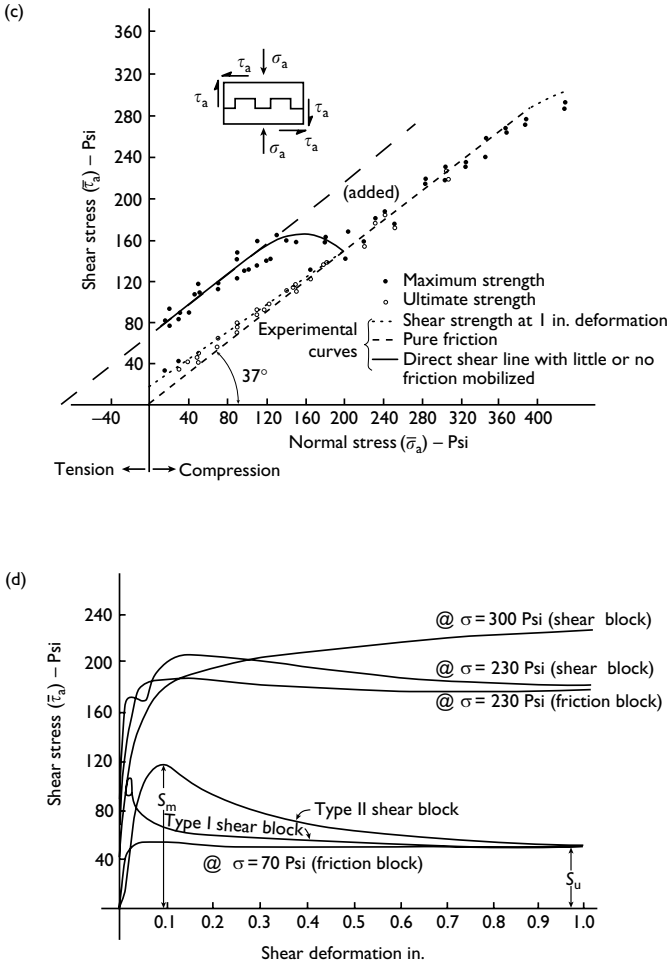 (c)
360
320
280
240
200
160
120
80
40
Shear stress (τ̄a) – Psi
τa
σa
τa
τa
σa
τa
(added)
Maximum strength
Ultimate strength
Experimental curves
Shear strength at 1 in. deformation
Pure friction
Direct shear line with little or no friction mobilized
37°
–40
40
80
120
160
200
240
280
320
360
400
Normal stress (σ̄a) – Psi
Tension
Compression
(d)
240
200
160
120
80
40
Shear stress (τ̄a) – Psi
@ σ = 300 Psi (shear block)
@ σ = 230 Psi (shear block)
@ σ = 230 Psi (friction block)
Sm
Type II shear block
Type I shear block
@ σ = 70 Psi (friction block)
Su
0.1
0.2
0.3
0.4
0.5
0.6
0.7
0.8
0.9
1.0
Shear deformation in.